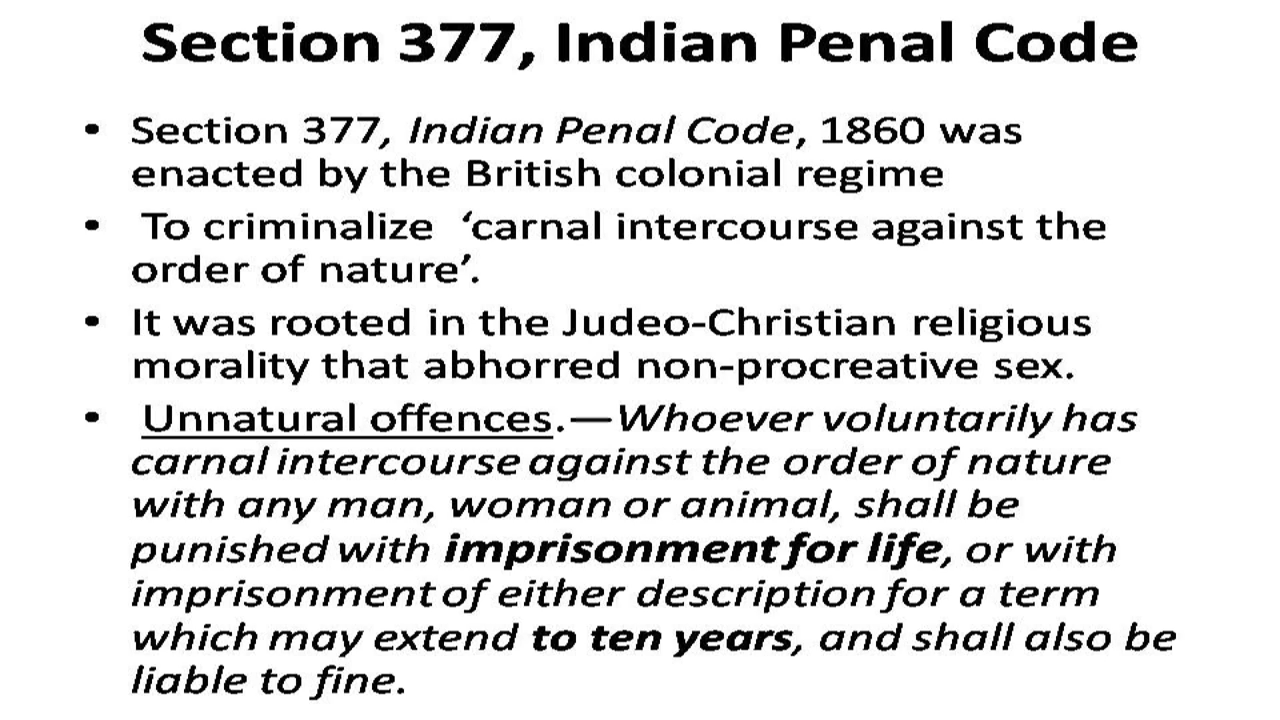 Section 377, Indian Penal Code
• Section 377, Indian Penal Code, 1860 was
enacted by the British colonial regime
• To criminalize ‘carnal intercourse against the
order of nature’.
• It was rooted in the Judeo-Christian religious
morality that abhorred non-procreative sex.
• Unnatural offences.—Whoever voluntarily has
carnal intercourse against the order of nature
with any man, woman or animal, shall be
punished with imprisonment for life, or with
imprisonment of either description for a term
which may extend to ten years, and shall also be
liable to fine.